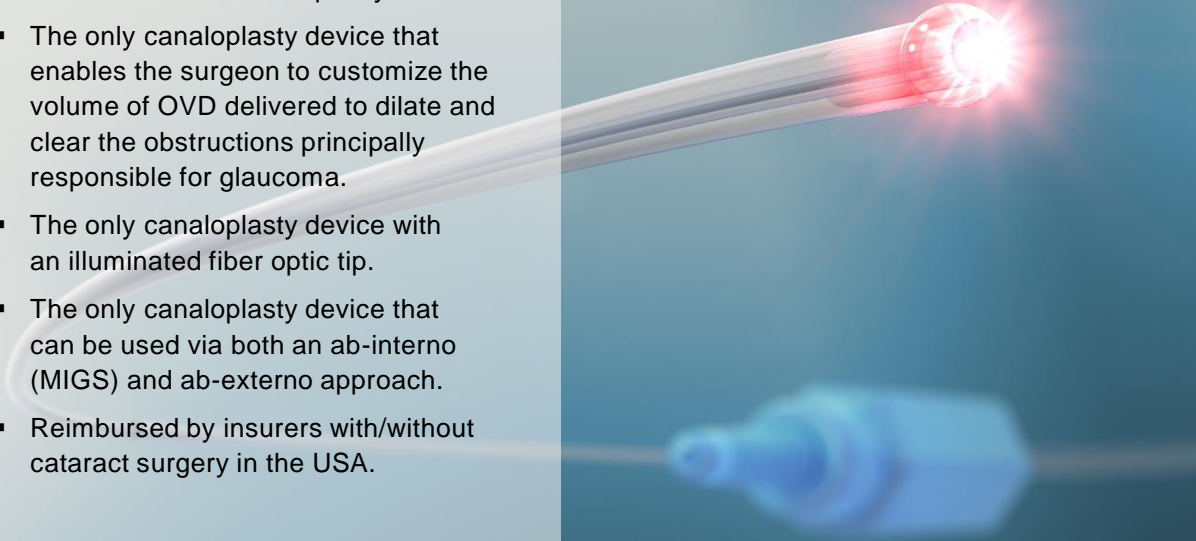 ▪ The only canaloplasty device that
enables the surgeon to customize the
volume of OVD delivered to dilate and
clear the obstructions principally
responsible for glaucoma.
▪ The only canaloplasty device with
an illuminated fiber optic tip.
▪ The only canaloplasty device that
can be used via both an ab-interno
(MIGS) and ab-externo approach.
▪ Reimbursed by insurers with/without
cataract surgery in the USA.